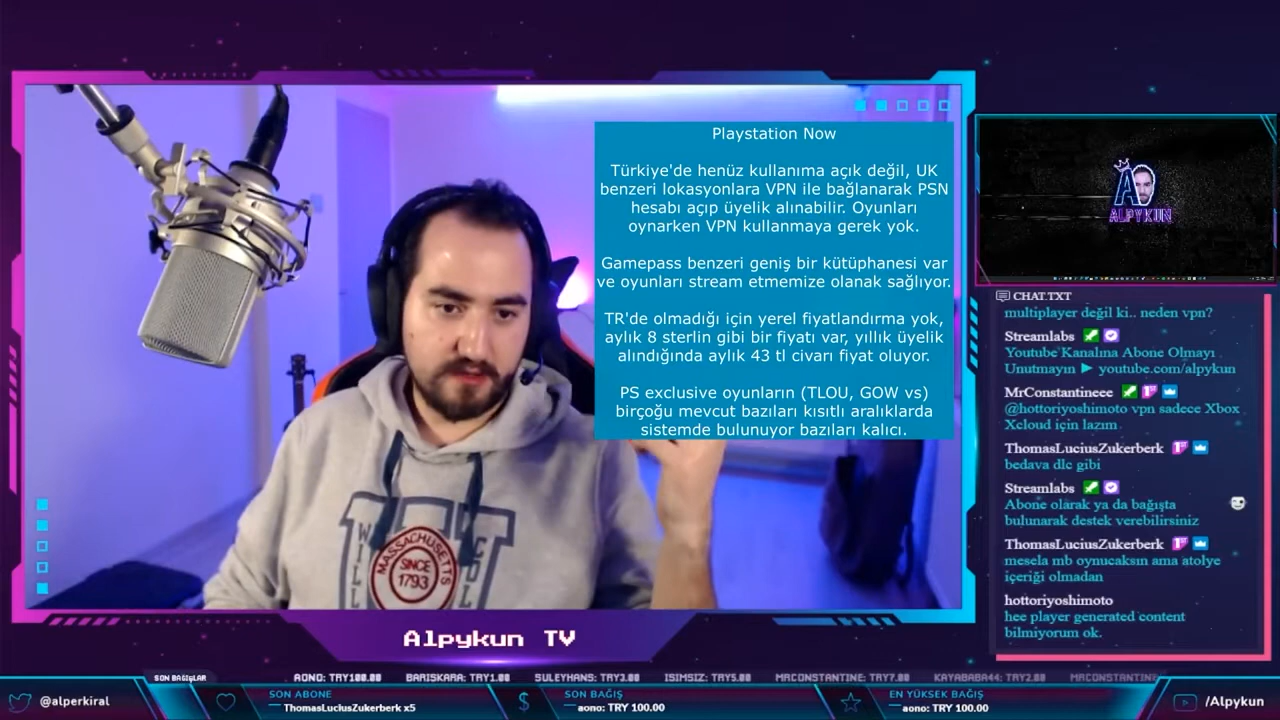 Playstation Now
Türkiye'de henüz kullanıma açık değil, UK
benzeri lokasyonlara VPN ile bağlanarak PSN
hesabı açıp üyelik alınabilir. Oyunları
oynarken VPN kullanmaya gerek yok.
Gamepass benzeri geniş bir kütüphanesi var
ve oyunları stream etmemize olanak sağlıyor.
TR'de olmadığı için yerel fiyatlandırma yok,
aylık 8 sterlin gibi bir fiyatı var, yıllık üyelik
alındığında aylık 43 tl civarı fiyat oluyor.
PS exclusive oyunların (TLOU, GOW vs)
birçoğu mevcut bazıları kısıtlı aralıklarda
sistemde bulunuyor bazıları kalıcı.
MASSACHUSETTS
SINCE
1793
Alpykun TV
ALPYKUN
CHAT.TXT
multiplayer değil ki.. neden vpn?
Streamlabs
Youtube Kanalına Abone Olmayı
Unutmayın ► youtube.com/alpykun
MrConstantineee
@hottoriyoshimoto vpn sadece Xbox
Xcloud için lazım
ThomasLuciusZukerberk
bedava dlc gibi
Streamlabs
Abone olarak ya da bağışta
bulunarak destek verebilirsiniz
ThomasLuciusZukerberk
mesela mb oynucaksın ama atolye
içeriği olmadan
hottoriyoshimoto
hee player generated content
bilmiyorum ok.
SON BAĞIŞLAR
AONO: TRY100.00 BARISKARA: TRY1.00 SULEYHANS: TRY3.00 ISIMSIZ: TRY5.00 MRCONSTANTINE: TRY7.00 KAYABABA44: TRY2.00 MRCONSTANTINE
@alperkiral
SON ABONE
ThomasLuciusZukerberk x5
SON BAĞIŞ
aono: TRY 100.00
EN YÜKSEK BAĞIŞ
aono: TRY 100.00
/Alpykun